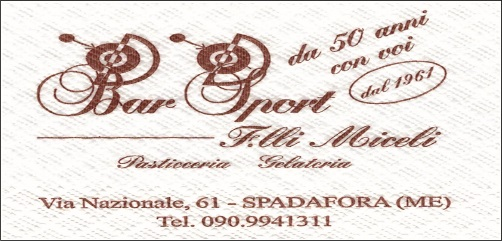 da 50 anni
con voi
dal 1961
Bar Sport
F.lli Miceli
Pasticceria Gelateria
Via Nazionale, 61 - SPADAFORA (ME)
Tel. 090.9941311